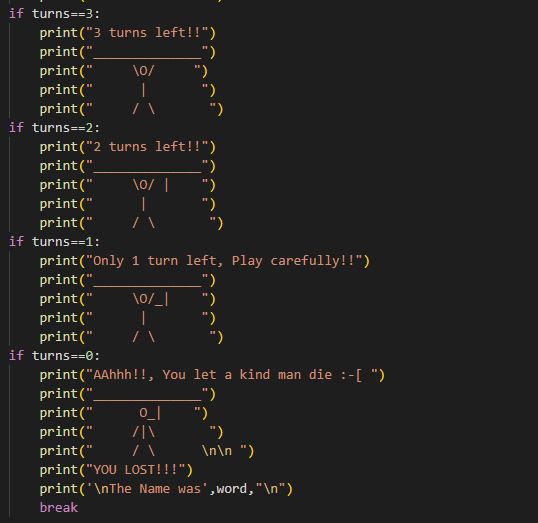 if turns==3:
    print("3 turns left!!")
    print("______________")
    print("     \O/     ")
    print("      |       ")
    print("     / \       ")
if turns==2:
    print("2 turns left!!")
    print("______________")
    print("     \O/ |    ")
    print("      |       ")
    print("     / \       ")
if turns==1:
    print("Only 1 turn left, Play carefully!!")
    print("______________")
    print("     \O/_|    ")
    print("      |       ")
    print("     / \       ")
if turns==0:
    print("AAhhh!!, You let a kind man die :-[ ")
    print("______________")
    print("      O_|    ")
    print("     /|\       ")
    print("     / \      \n\n ")
    print("YOU LOST!!!")
    print('\nThe Name was',word,"\n")
    break